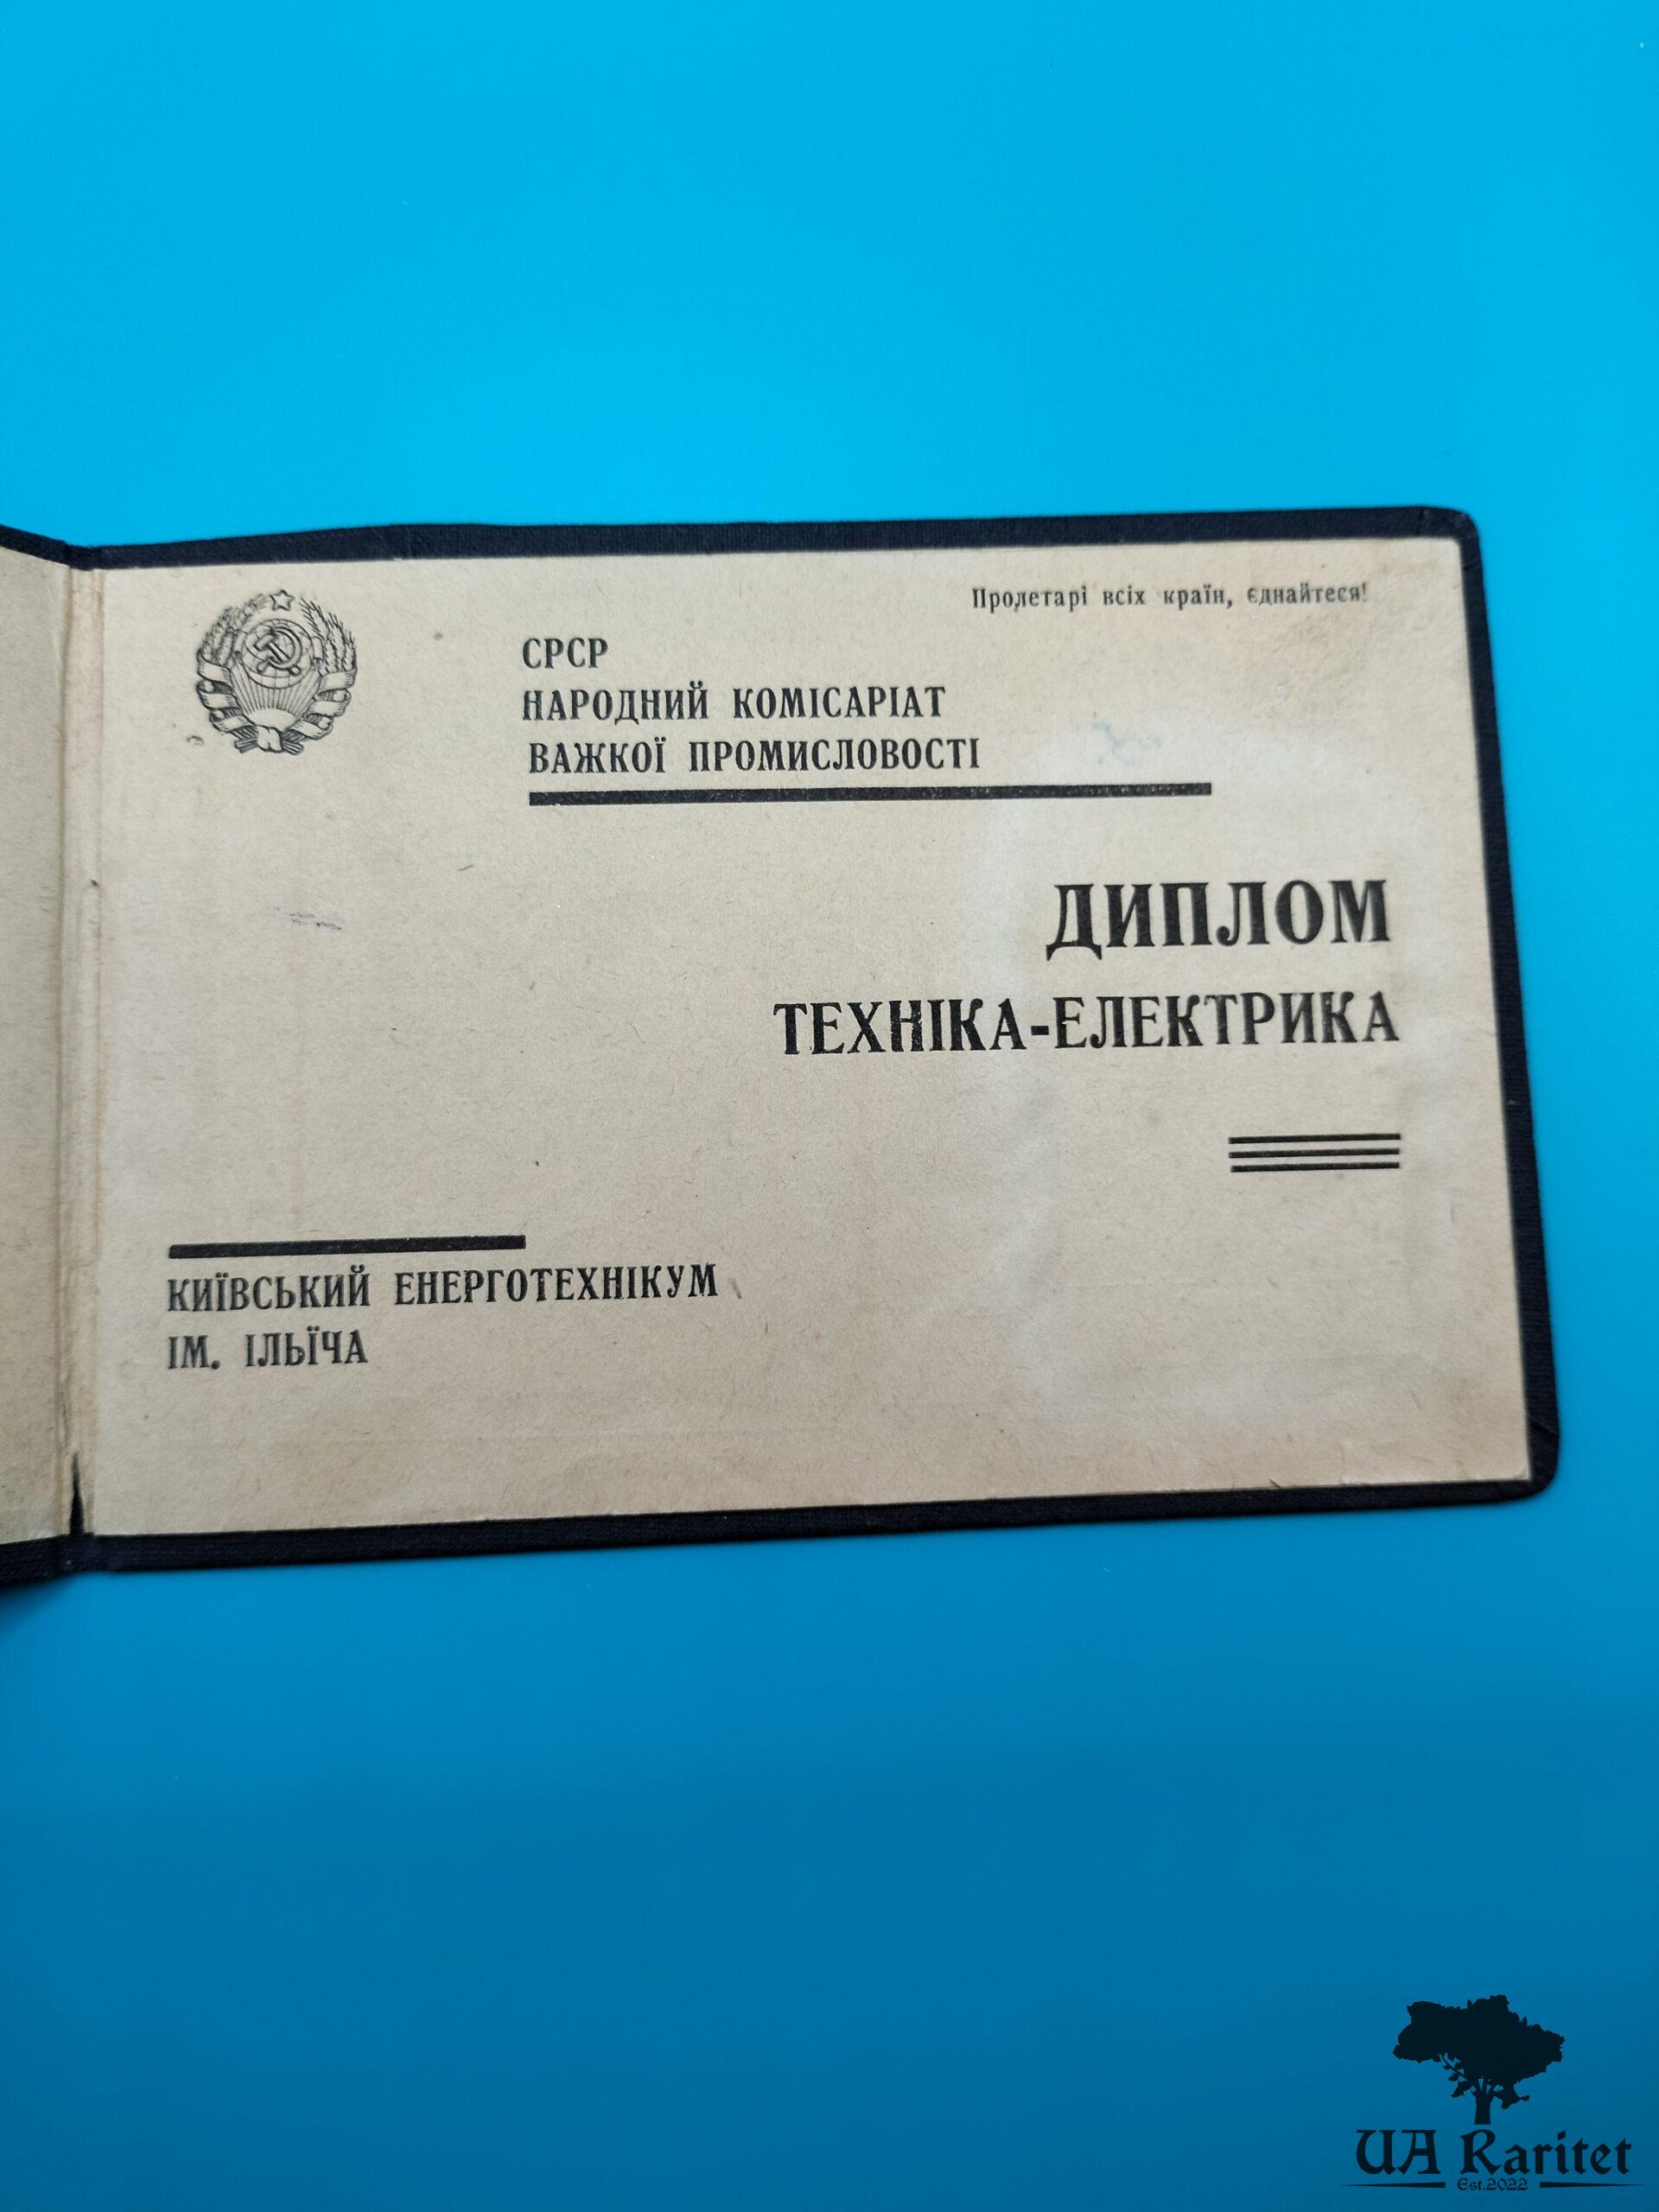 Пролетарі всіх країн, єднайтеся!
СРСР
НАРОДНИЙ КОМІСАРІАТ
ВАЖКОЇ ПРОМИСЛОВОСТІ
ДИПЛОМ
ТЕХНІКА-ЕЛЕКТРИКА
КИЇВСЬКИЙ ЕНЕРГОТЕХНІКУМ
ІМ. ІЛЬЇЧА
UA Raritet
Est.2022